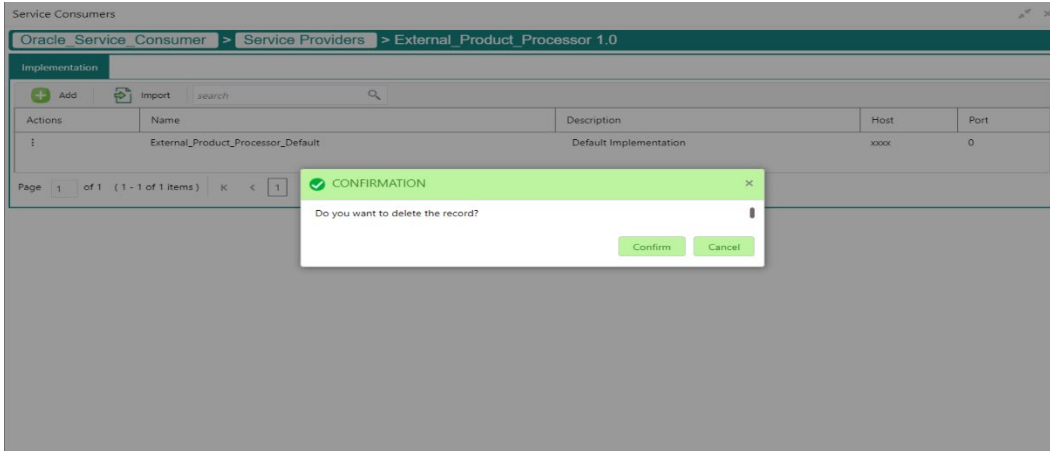 Service Consumers
Oracle_Service_Consumer > Service Providers > External_Product_Processor 1.0
Implementation
Add Import search
Actions Name Description Host Port
External_Product_Processor_Default Default Implementation xxxx 0
Page 1 of 1 (1 - 1 of 1 items) K < 1
CONFIRMATION ×
Do you want to delete the record?
Confirm Cancel